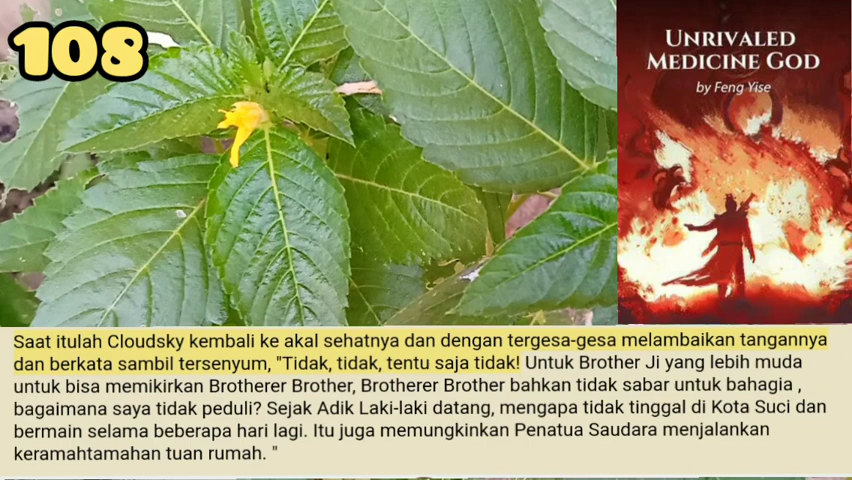 108
UNRIVALED
MEDICINE GOD
by Feng Yise
Saat itulah Cloudsky kembali ke akal sehatnya dan dengan tergesa-gesa melambaikan tangannya
dan berkata sambil tersenyum, "Tidak, tidak, tentu saja tidak! Untuk Brother Ji yang lebih muda
untuk bisa memikirkan Brotherer Brother, Brotherer Brother bahkan tidak sabar untuk bahagia ,
bagaimana saya tidak peduli? Sejak Adik Laki-laki datang, mengapa tidak tinggal di Kota Suci dan
bermain selama beberapa hari lagi. Itu juga memungkinkan Penatua Saudara menjalankan
keramahtamahan tuan rumah. "